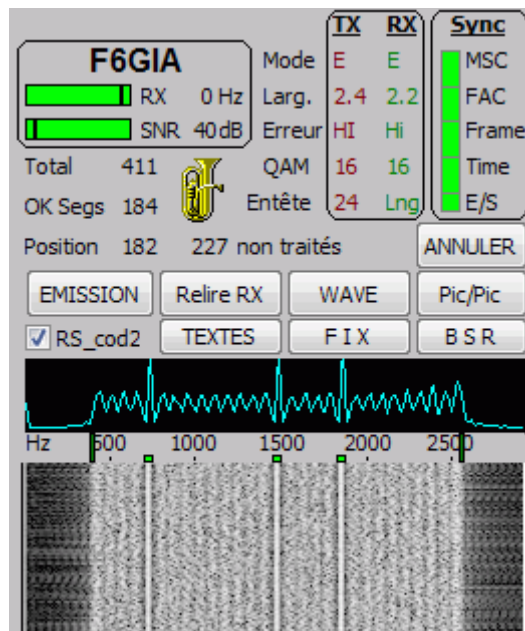 TX RX Sync
F6GIA Mode E E MSC
RX 0 Hz Larg. 2.4 2.2 FAC
SNR 40dB Erreur HI Hi Frame
Total 411 QAM 16 16 Time
OK Segs 184 Entête 24 Lng E/S
Position 182 227 non traités ANNULER
EMISSION Relire RX WAVE Pic/Pic
RS_cod2 TEXTES F I X B S R
Hz 500 1000 1500 2000 2500